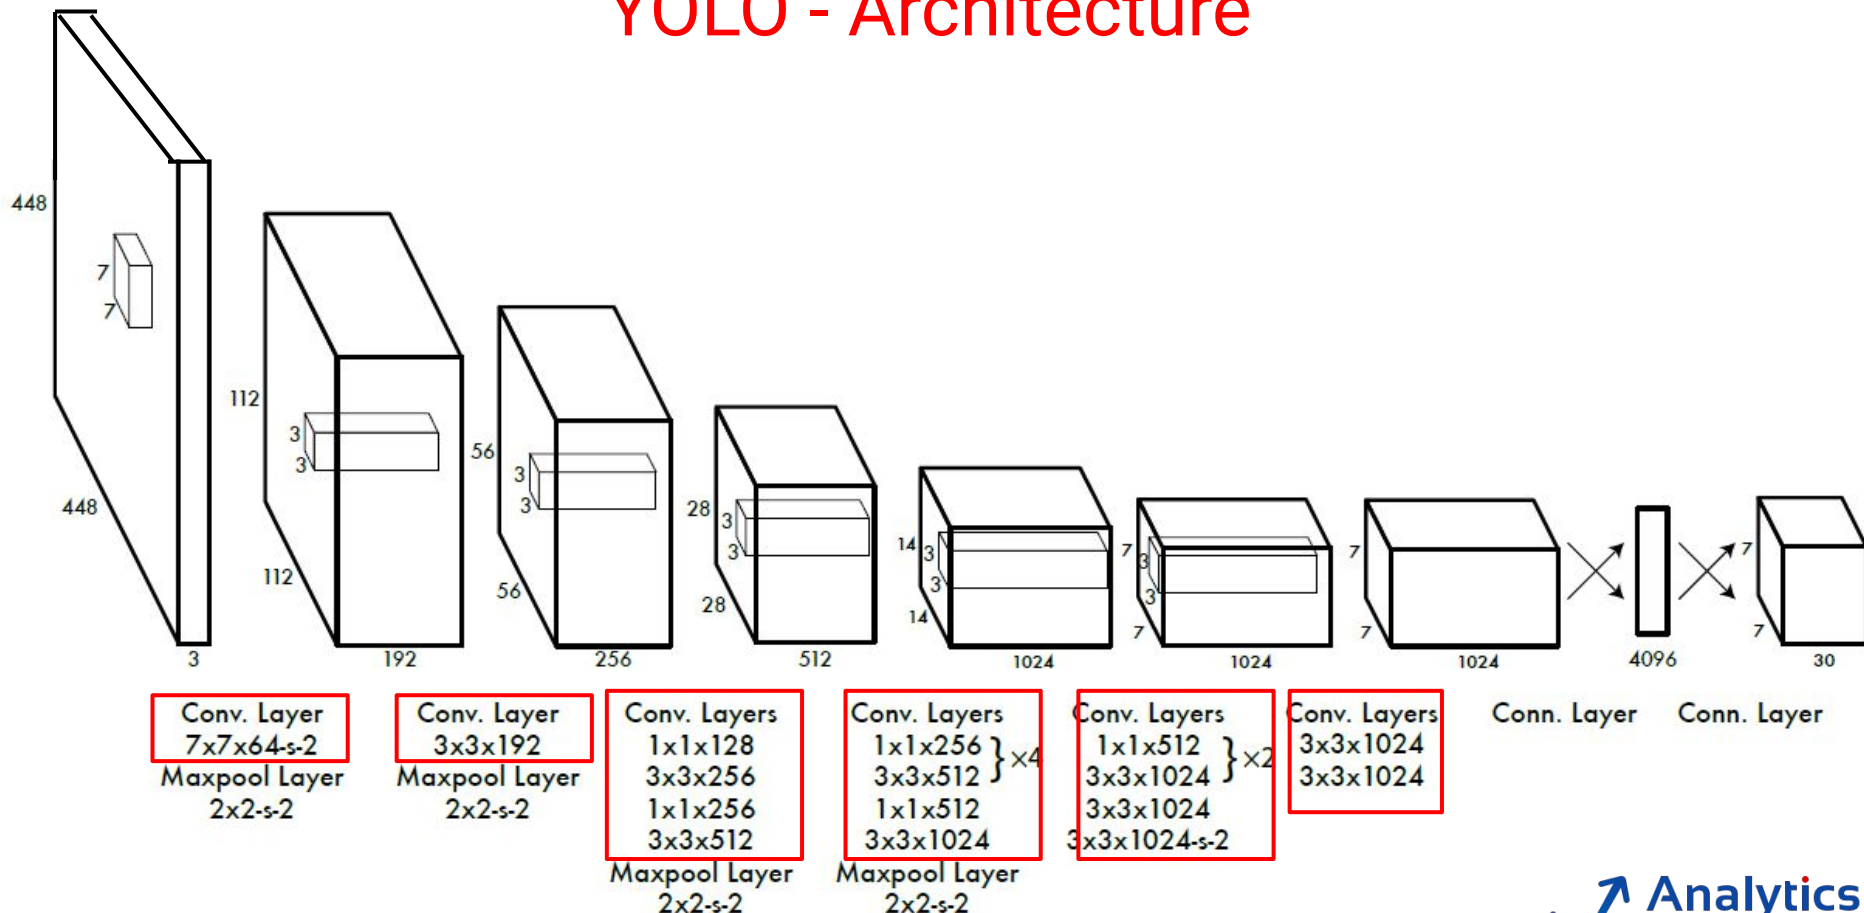 YOLO - Architecture
448
7
7
448
3
112
3
3
112
192
56
3
3
56
256
28
3
3
28
512
14
3
3
14
1024
7
3
3
7
1024
7
7
1024
4096
7
7
30
Conv. Layer
7x7x64-s-2
Maxpool Layer
2x2-s-2
Conv. Layer
3x3x192
Maxpool Layer
2x2-s-2
Conv. Layers
1x1x128
3x3x256
1x1x256
3x3x512
Maxpool Layer
2x2-s-2
Conv. Layers
1x1x256
3x3x512 } ×4
1x1x512
3x3x1024
Maxpool Layer
2x2-s-2
Conv. Layers
1x1x512
3x3x1024 } ×2
3x3x1024
3x3x1024-s-2
Conv. Layers
3x3x1024
3x3x1024
Conn. Layer
Conn. Layer
Analytics